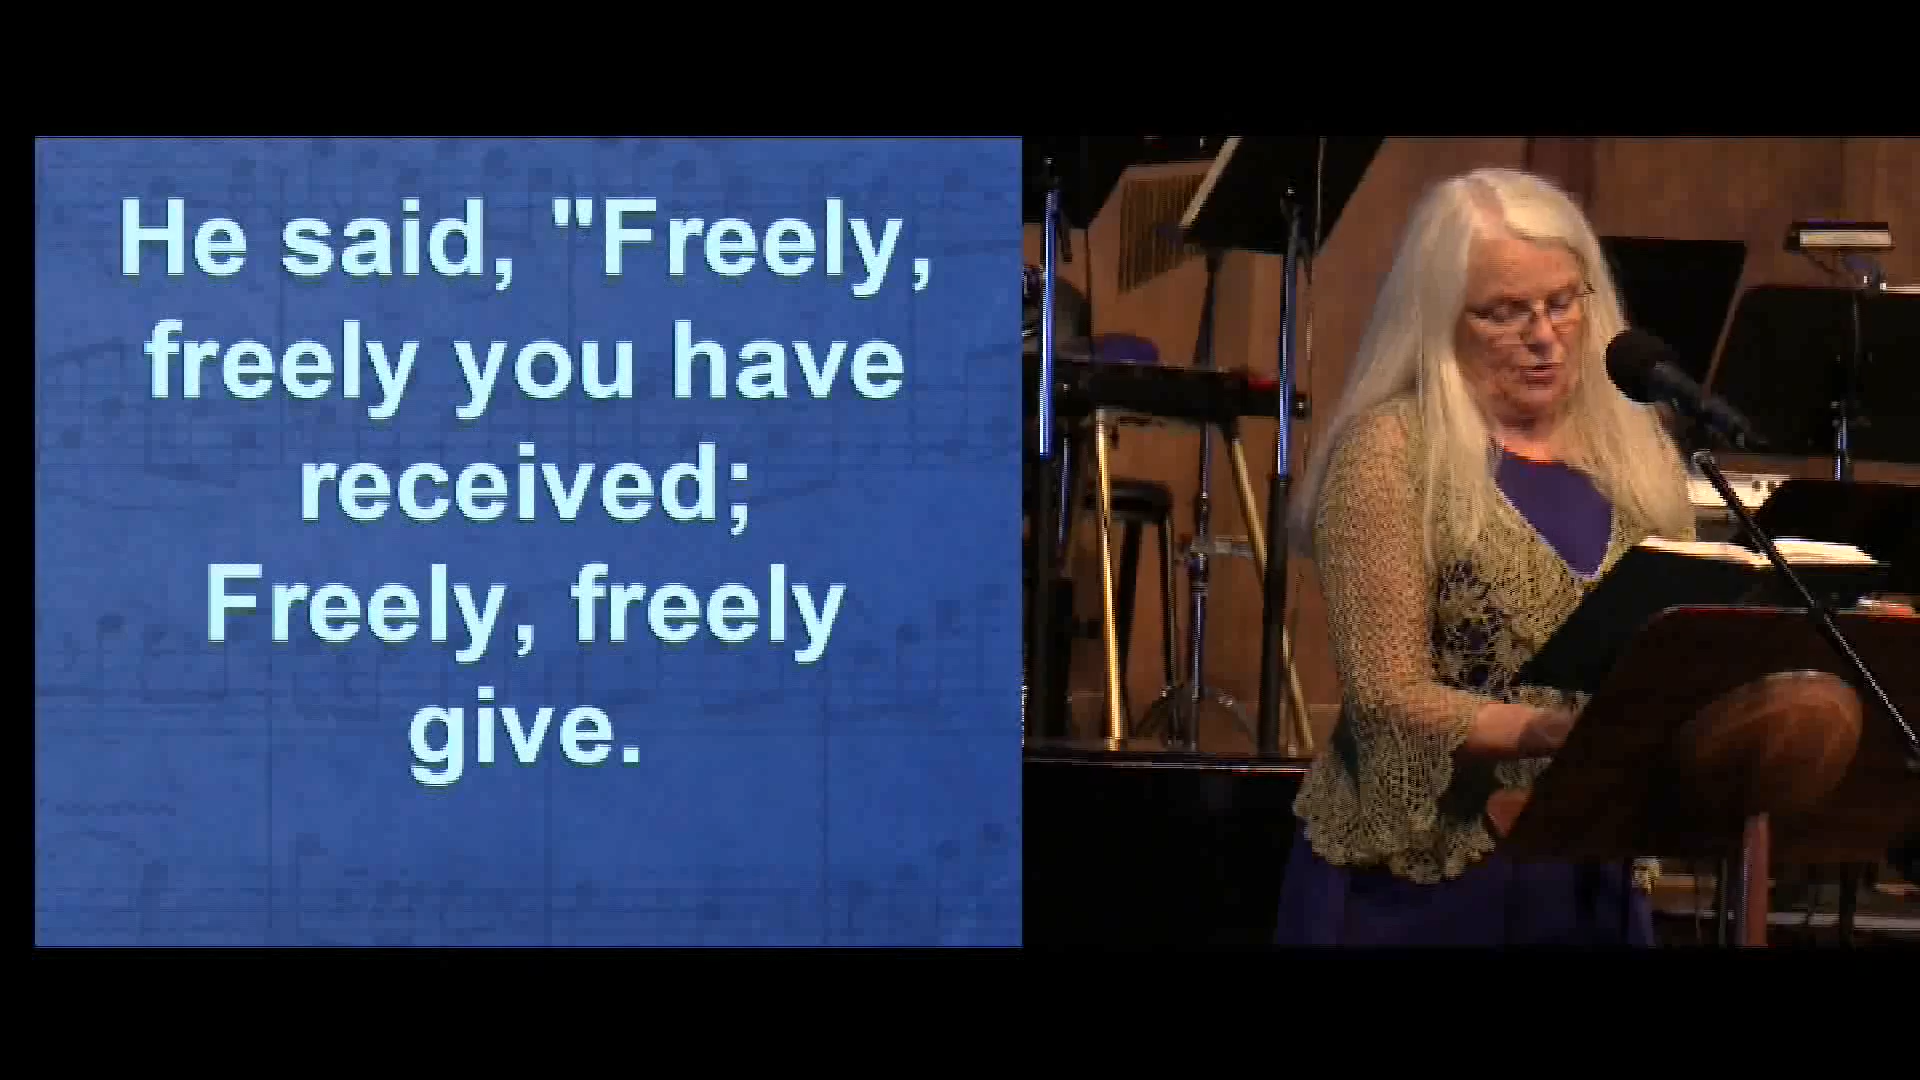 He said, "Freely,
freely you have
received;
Freely, freely
give.